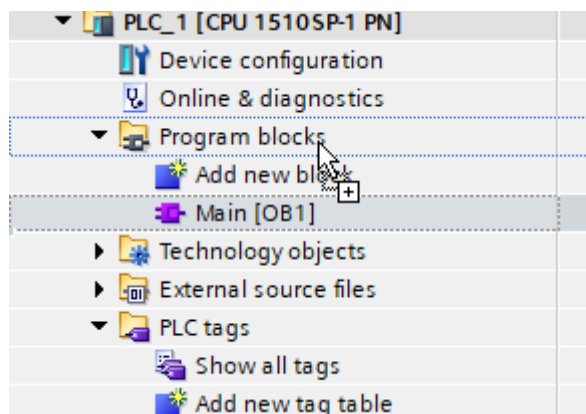 PLC_1 [CPU 1510SP-1 PN]
Device configuration
Online & diagnostics
Program blocks
Add new block
Main [OB1]
Technology objects
External source files
PLC tags
Show all tags
Add new tag table